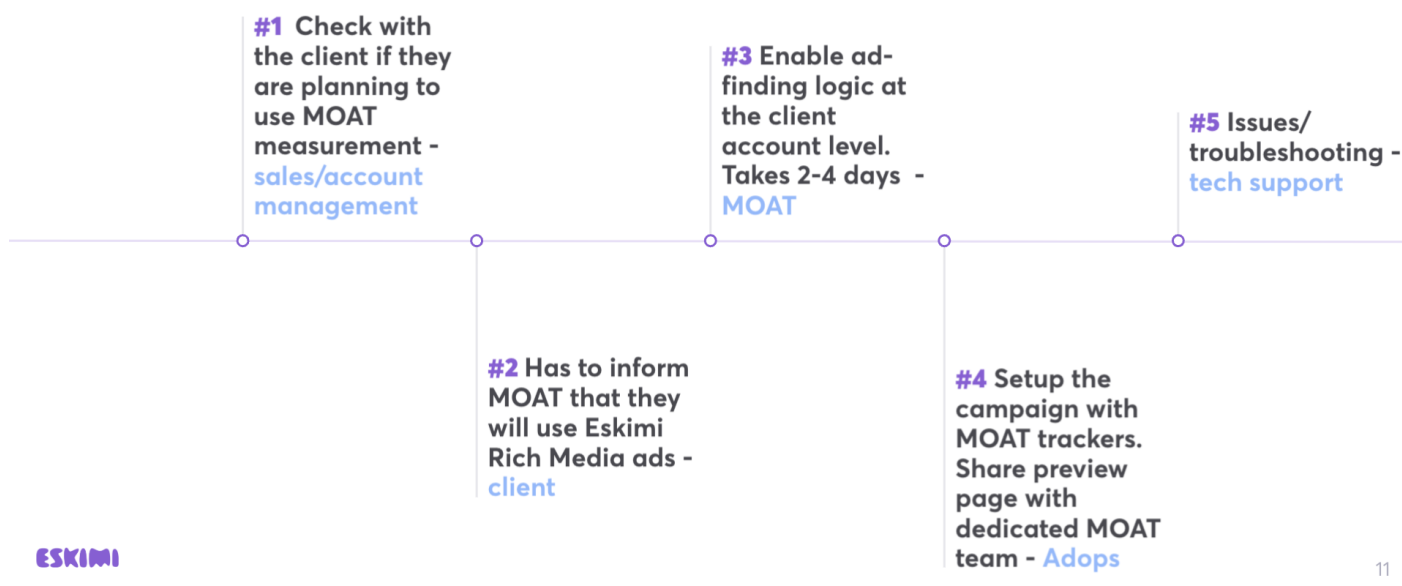 #1 Check with
the client if they
are planning to
use MOAT
measurement -
sales/account
management
#2 Has to inform
MOAT that they
will use Eskimi
Rich Media ads -
client
#3 Enable ad-
finding logic at
the client
account level.
Takes 2-4 days -
MOAT
#4 Setup the
campaign with
MOAT trackers.
Share preview
page with
dedicated MOAT
team - Adops
#5 Issues/
troubleshooting -
tech support
ESKIMI
11